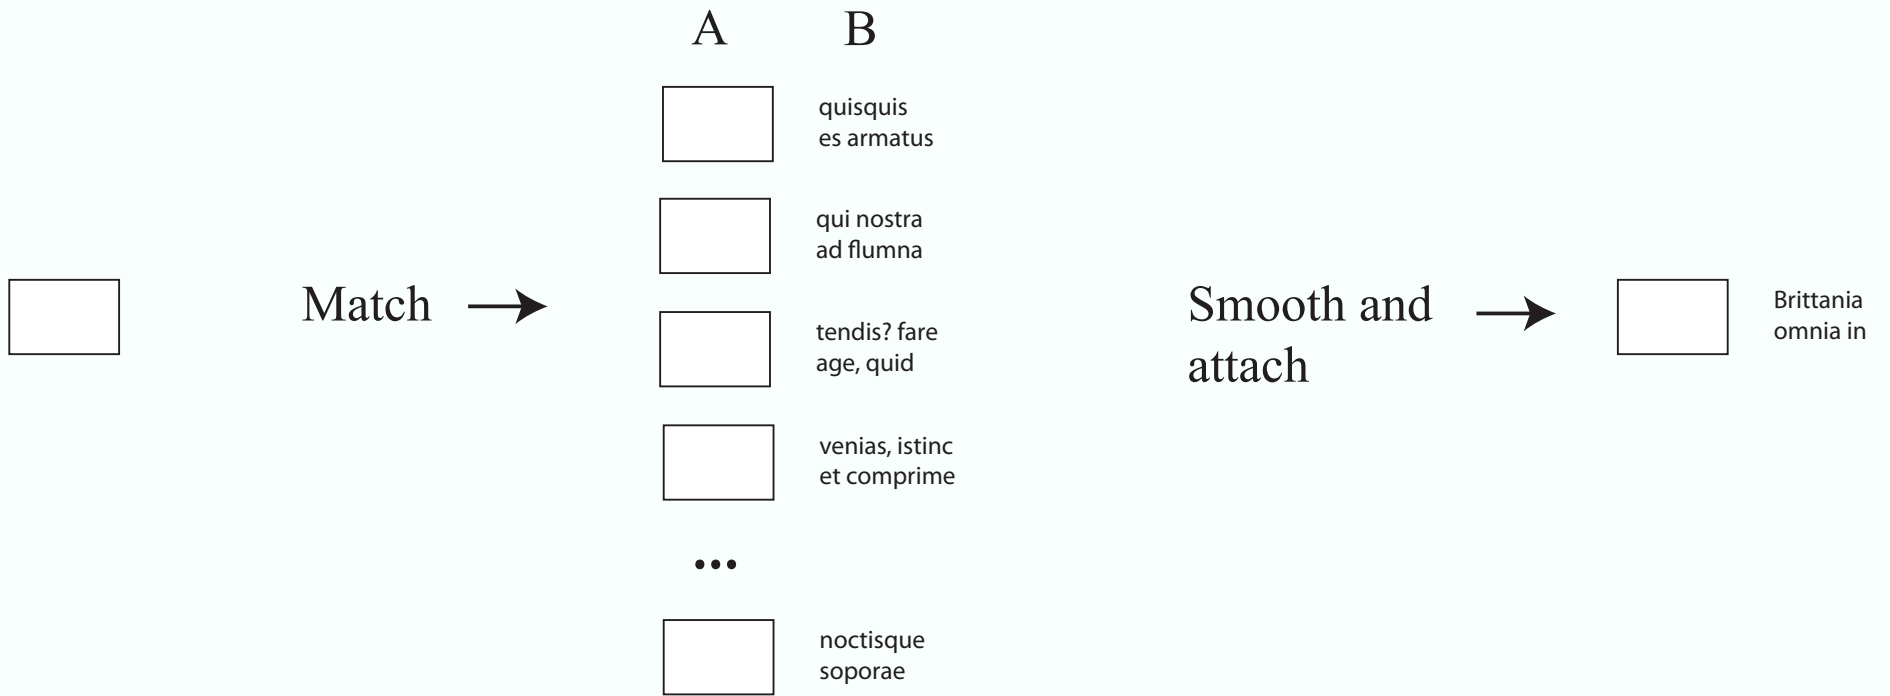 A B
quisquis
es armatus
qui nostra
ad flumna
Match
tendis? fare
age, quid
venias, istinc
et comprime
...
noctisque
soporae
Smooth and
attach
Brittania
omnia in